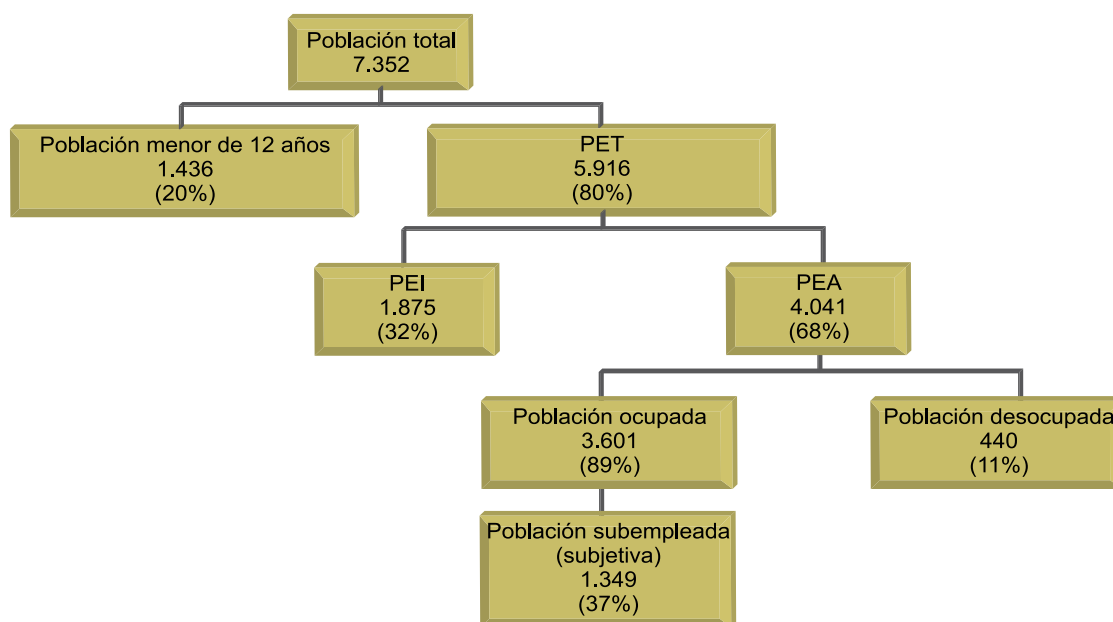 Población total
7.352
Población menor de 12 años
1.436
(20%)
PET
5.916
(80%)
PEI
1.875
(32%)
PEA
4.041
(68%)
Población ocupada
3.601
(89%)
Población desocupada
440
(11%)
Población subempleada
(subjetiva)
1.349
(37%)